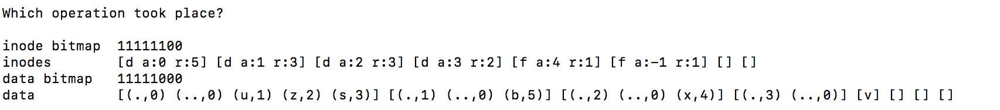 Which operation took place?
inode bitmap  11111100
inodes        [d a:0 r:5] [d a:1 r:3] [d a:2 r:3] [d a:3 r:2] [f a:4 r:1] [f a:-1 r:1] [] []
data bitmap   11111000
data          [(.,0) (..,0) (u,1) (z,2) (s,3)] [(.,1) (..,0) (b,5)] [(.,2) (..,0) (x,4)] [(.,3) (..,0)] [v] [] [] []